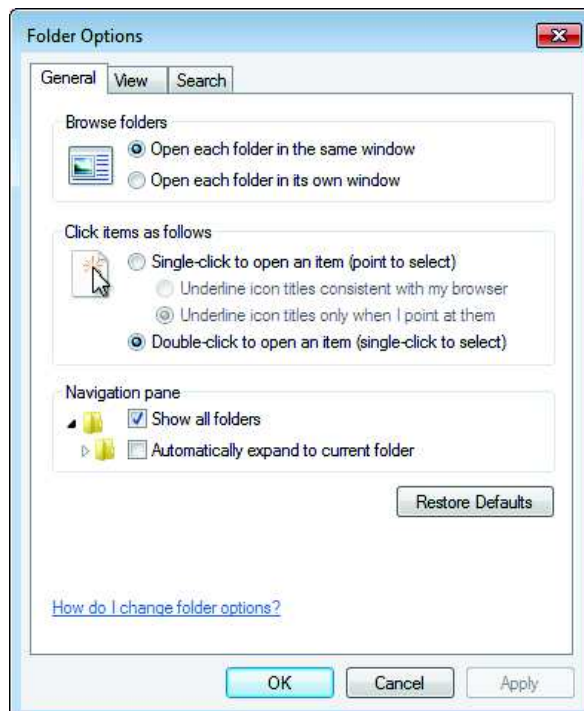 Folder Options
General View Search
Browse folders
Open each folder in the same window
Open each folder in its own window
Click items as follows
Single-click to open an item (point to select)
Underline icon titles consistent with my browser
Underline icon titles only when I point at them
Double-click to open an item (single-click to select)
Navigation pane
Show all folders
Automatically expand to current folder
Restore Defaults
How do I change folder options?
OK Cancel Apply